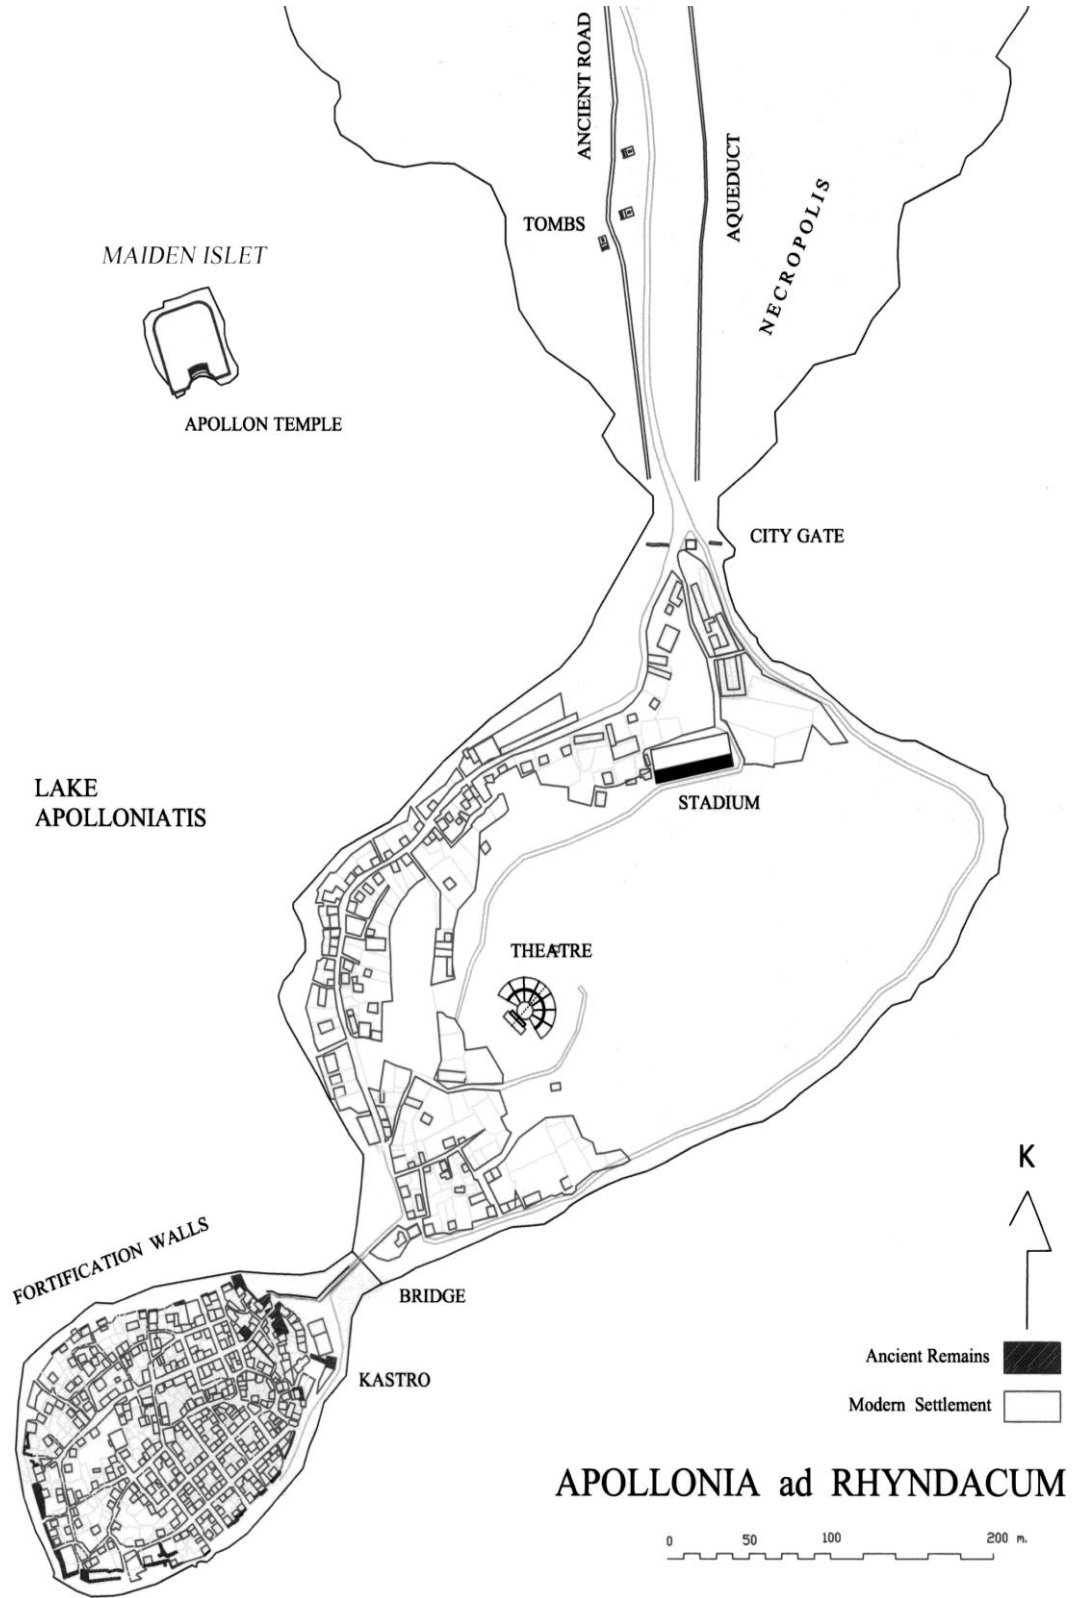 ANCIENT ROAD
AQUEDUCT
TOMBS
NECROPOLIS
MAIDEN ISLET
APOLLON TEMPLE
CITY GATE
LAKE
APOLLONIATIS
STADIUM
THEATRE
K
FORTIFICATION WALLS
BRIDGE
KASTRO
Ancient Remains
Modern Settlement
APOLLONIA ad RHYNDACUM
0 50 100 200 m.